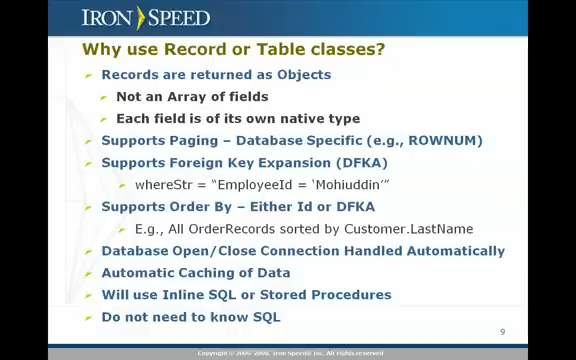 IRON SPEED
Why use Record or Table classes?
Records are returned as Objects
Not an Array of fields
Each field is of its own native type
Supports Paging – Database Specific (e.g., ROWNUM)
Supports Foreign Key Expansion (DFKA)
whereStr = “EmployeeId = ‘Mohiuddin’”
Supports Order By – Either Id or DFKA
E.g., All OrderRecords sorted by Customer.LastName
Database Open/Close Connection Handled Automatically
Automatic Caching of Data
Will use Inline SQL or Stored Procedures
Do not need to know SQL
9